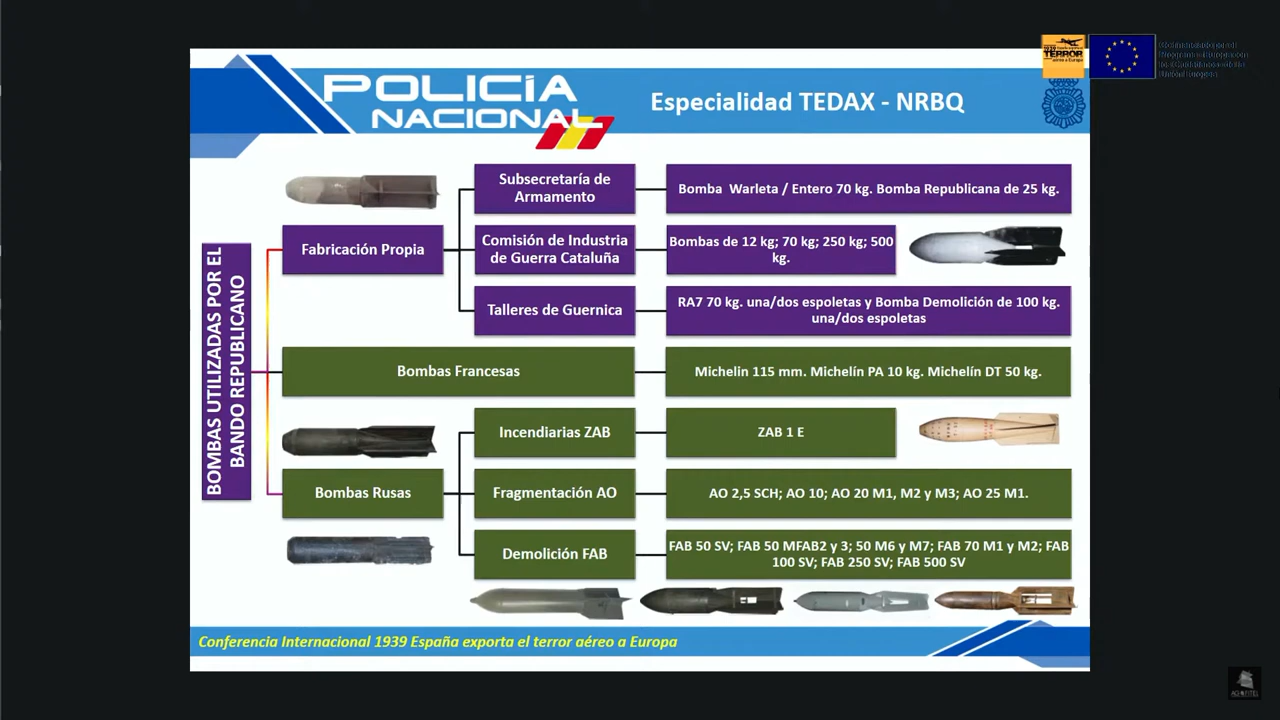 POLICÍA
NACIONAL
Especialidad TEDAX - NRBQ
TERROR
aéreo a Europa
Unión Europea
BOMBAS UTILIZADAS POR EL
BANDO REPUBLICANO
Fabricación Propia
Subsecretaría de
Armamento
Bomba Warleta / Entero 70 kg. Bomba Republicana de 25 kg.
Comisión de Industria
de Guerra Cataluña
Bombas de 12 kg; 70 kg; 250 kg; 500
kg.
Talleres de Guernica
RA7 70 kg. una/dos espoletas y Bomba Demolición de 100 kg.
una/dos espoletas
Bombas Francesas
Michelin 115 mm. Michelín PA 10 kg. Michelín DT 50 kg.
Bombas Rusas
Incendiarias ZAB
ZAB 1 E
Fragmentación AO
AO 2,5 SCH; AO 10; AO 20 M1, M2 y M3; AO 25 M1.
Demolición FAB
FAB 50 SV; FAB 50 MFAB2 y 3; 50 M6 y M7; FAB 70 M1 y M2; FAB
100 SV; FAB 250 SV; FAB 500 SV
Conferencia Internacional 1939 España exporta el terror aéreo a Europa